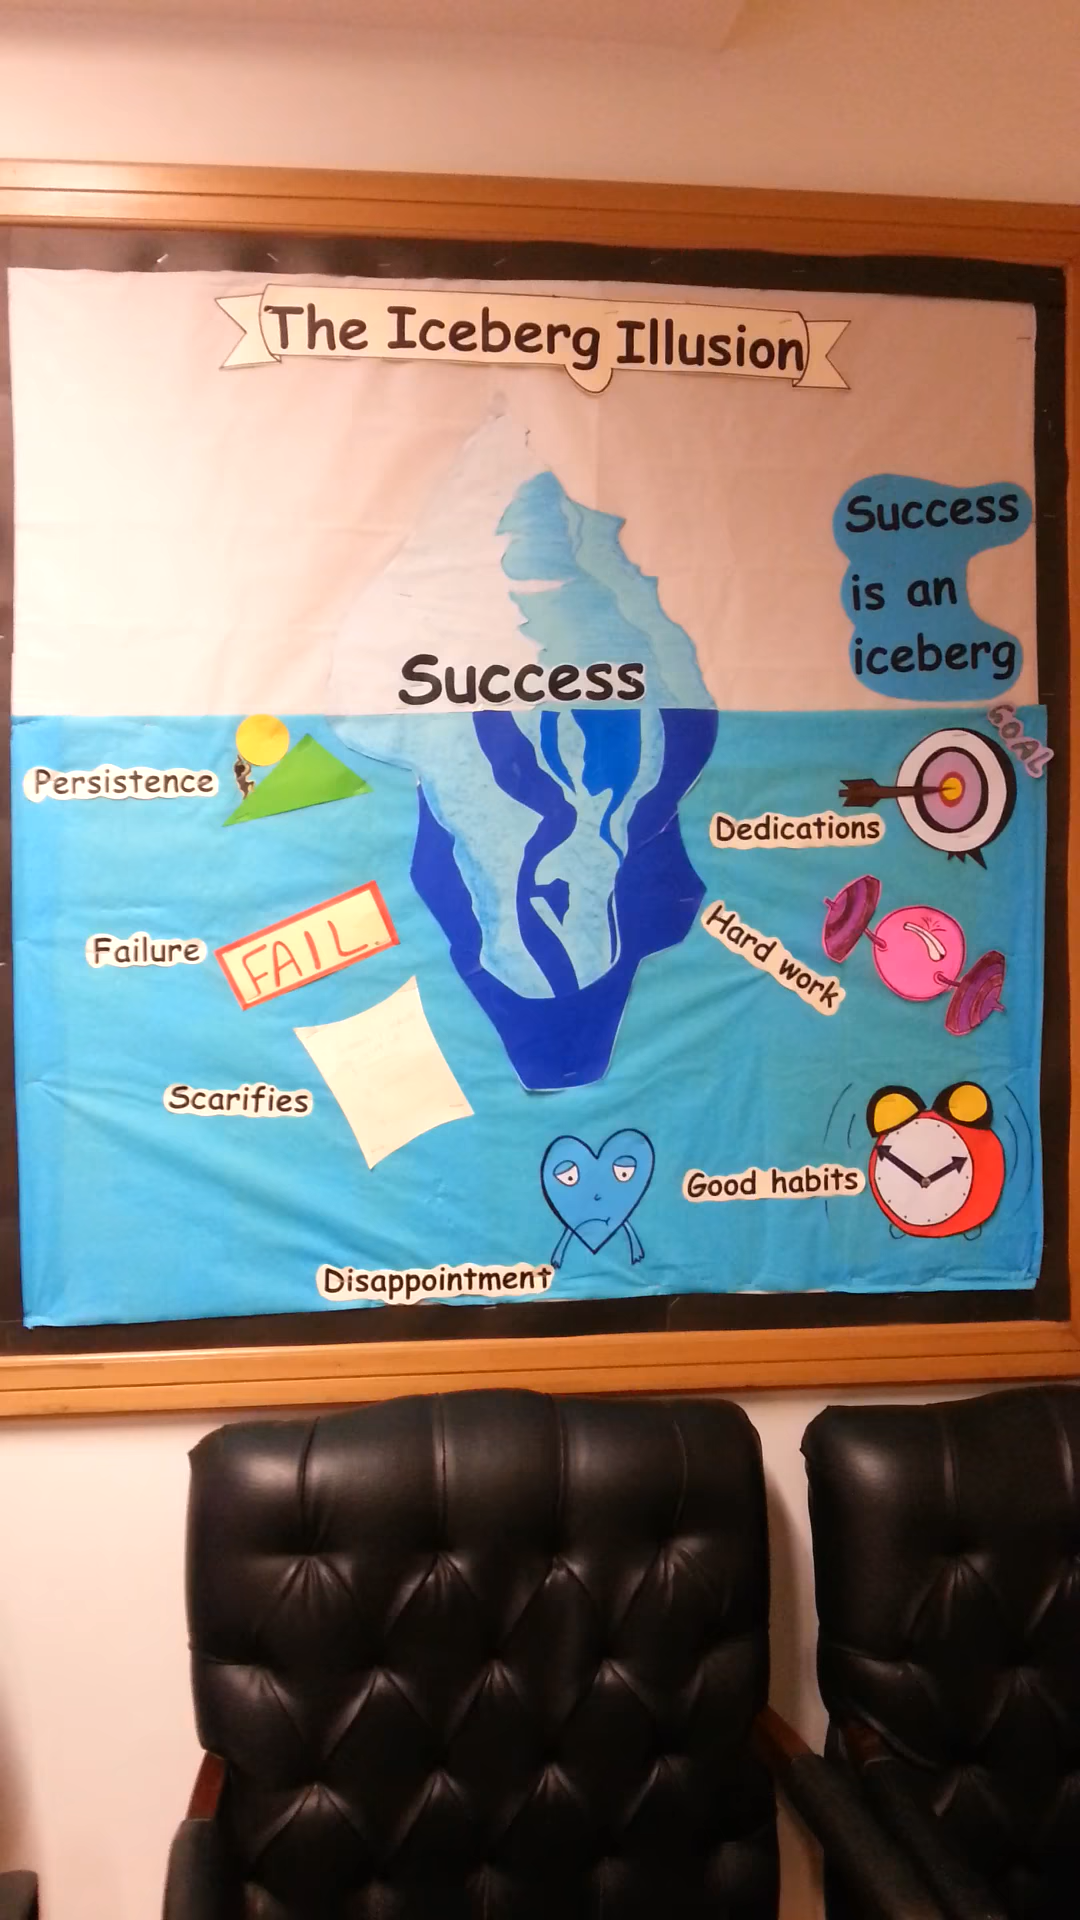 The Iceberg Illusion
Success
is an
iceberg
Success
GOAL
Persistence
Dedications
Failure
FAIL.
Hard work
Scarifies
Good habits
Disappointment